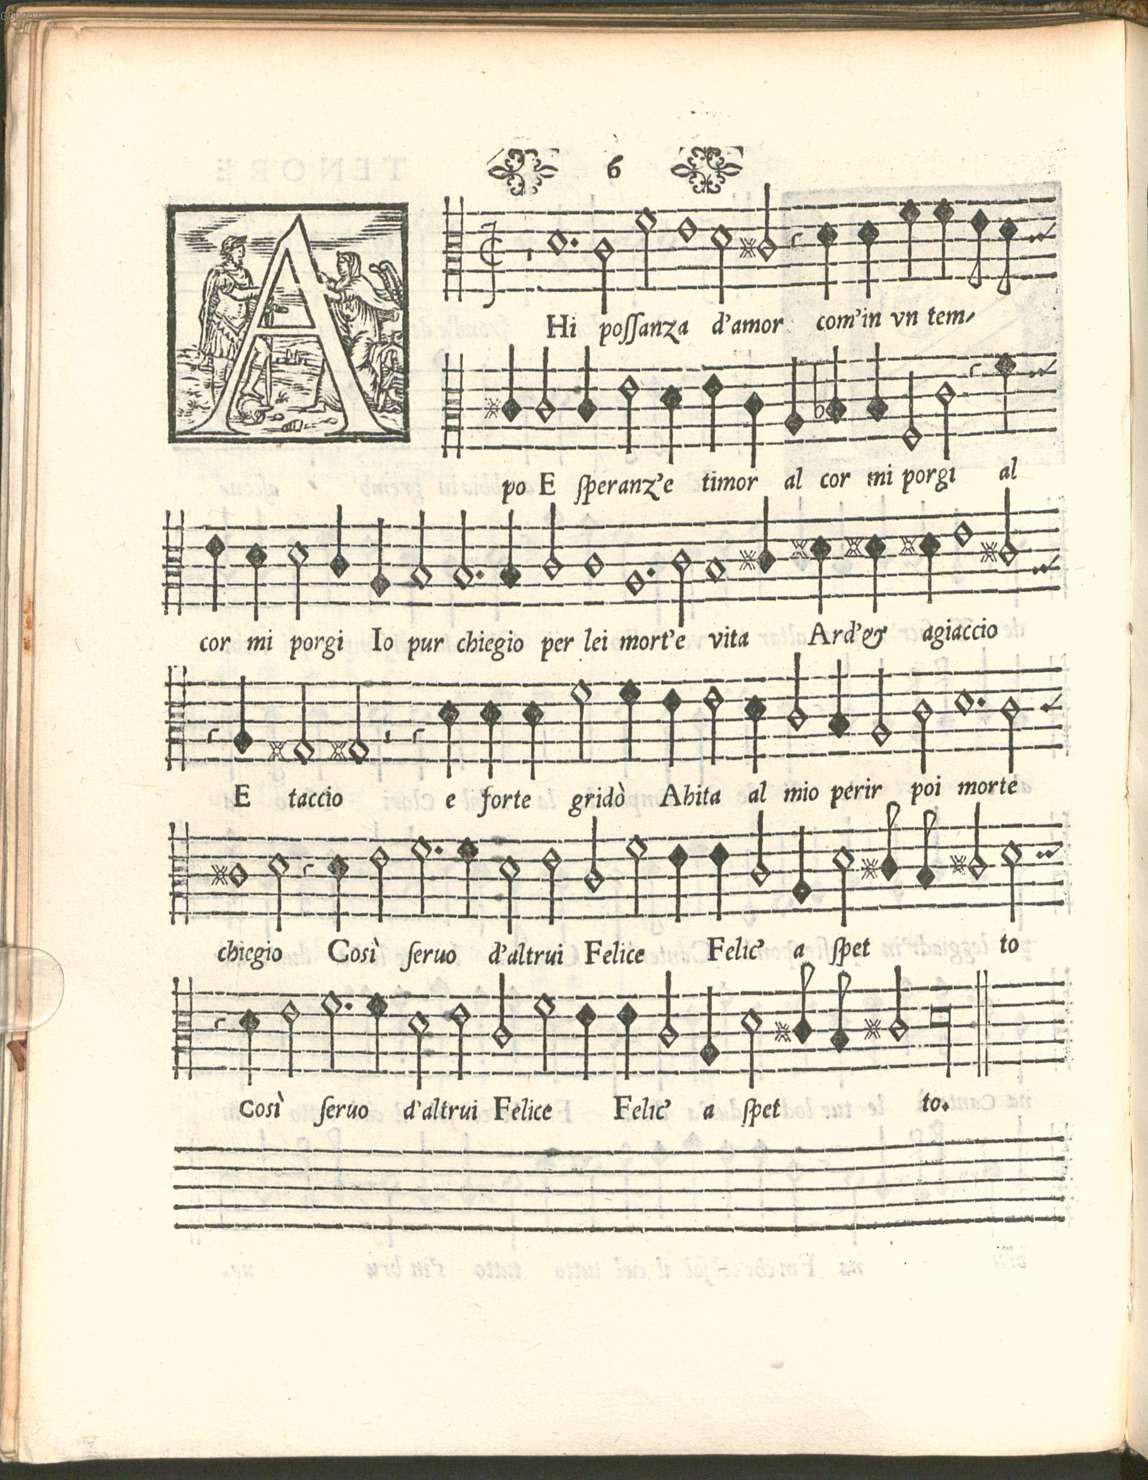 6
A Hi poſſanza d'amor com'in vn tem-
po E ſperanz'e timor al cor mi porgi al
cor mi porgi Io pur chiegio per lei mort'e vita Ard'& agiaccio
E taccio e forte gridò Ahita al mio perir poi morte
chiegio Così ſeruo d'altrui Felice Felic' a ſpet to
Così ſeruo d'altrui Felice Felic' a ſpet to.